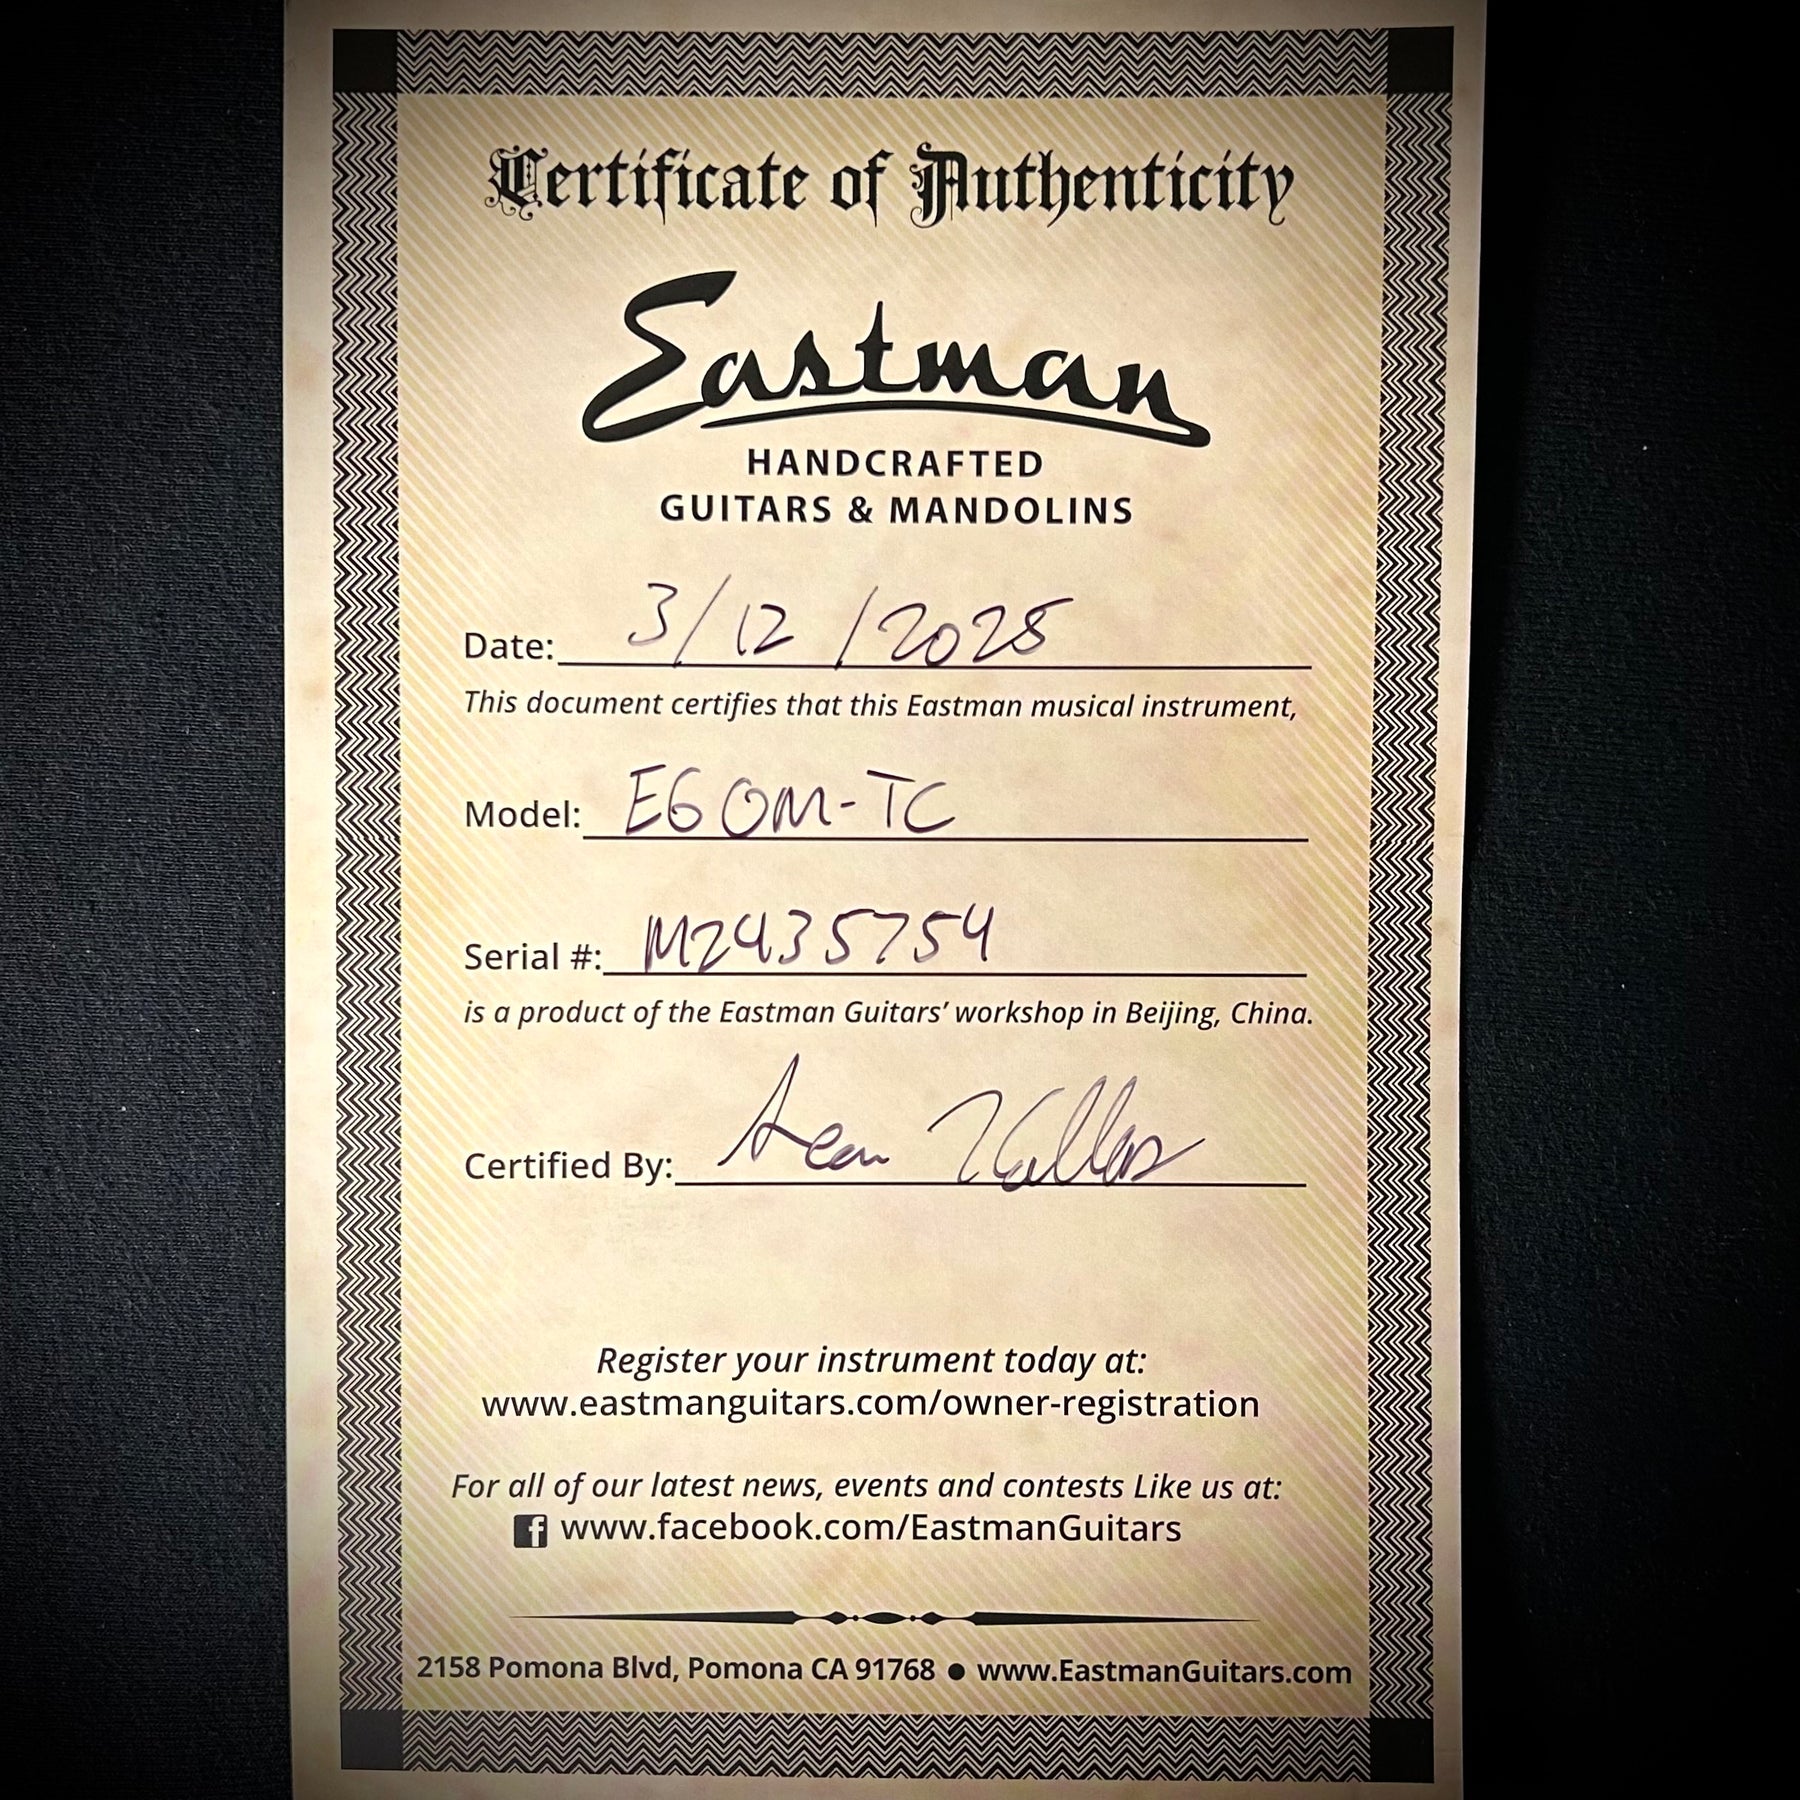 Certificate of Authenticity
Eastman
HANDCRAFTED
GUITARS & MANDOLINS
Date: 3/12/2025
This document certifies that this Eastman musical instrument,
Model: E6 OM-TC
Serial #: M2435754
is a product of the Eastman Guitars’ workshop in Beijing, China.
Certified By:
Register your instrument today at:
www.eastmanguitars.com/owner-registration
For all of our latest news, events and contests Like us at:
f www.facebook.com/EastmanGuitars
2158 Pomona Blvd, Pomona CA 91768 ● www.EastmanGuitars.com